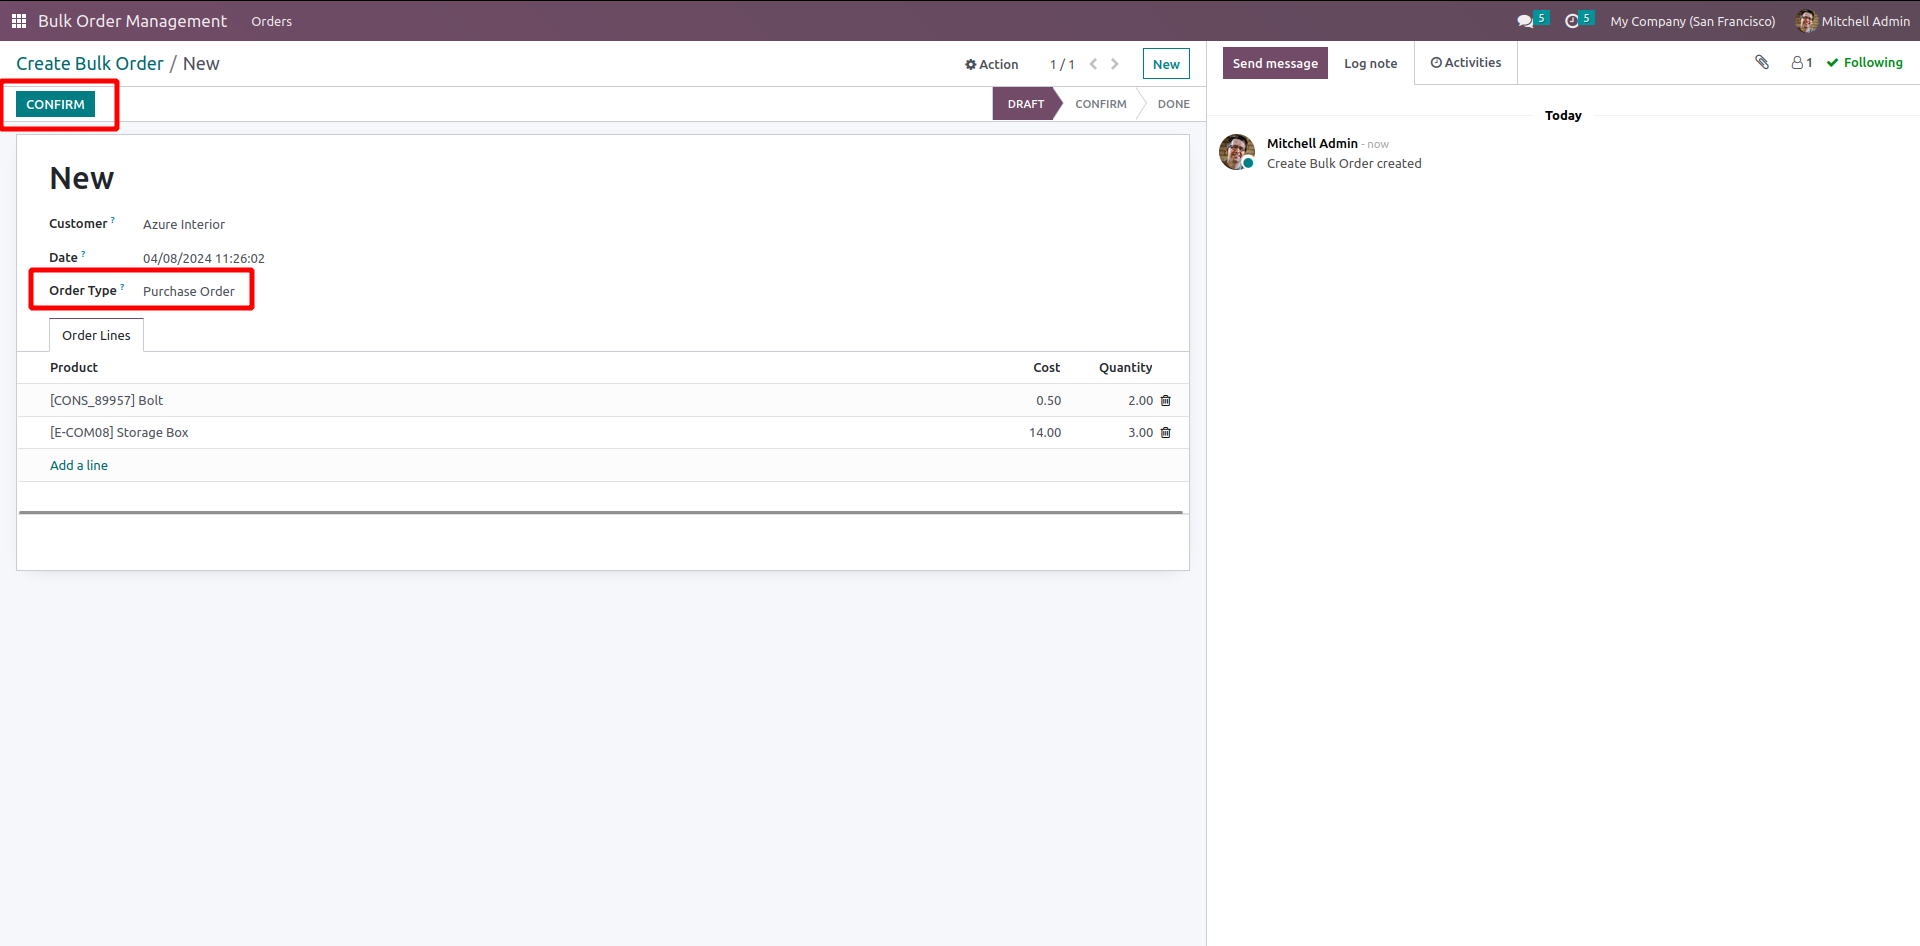 Bulk Order Management Orders 5 5 My Company (San Francisco) Mitchell Admin
Create Bulk Order / New Action 1 / 1 New
CONFIRM DRAFT CONFIRM DONE
New
Customer ? Azure Interior
Date ? 04/08/2024 11:26:02
Order Type ? Purchase Order
Order Lines
Product Cost Quantity
[CONS_89957] Bolt 0.50 2.00
[E-COM08] Storage Box 14.00 3.00
Add a line
Send message Log note Activities 1 Following
Today
Mitchell Admin - now
Create Bulk Order created